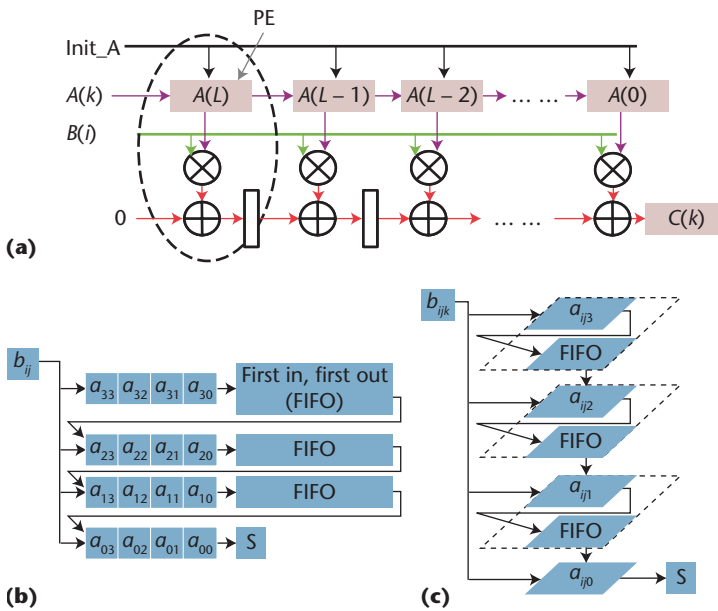 PE
Init_A
A(k) A(L) A(L – 1) A(L – 2) ... ... A(0)
B(i)
0 ... ... C(k)
(a)
b_ij
a_33 a_32 a_31 a_30 First in, first out (FIFO)
a_23 a_22 a_21 a_20 FIFO
a_13 a_12 a_11 a_10 FIFO
a_03 a_02 a_01 a_00 S
(b)
b_ijk
a_ij3
FIFO
a_ij2
FIFO
a_ij1
FIFO
a_ij0 S
(c)